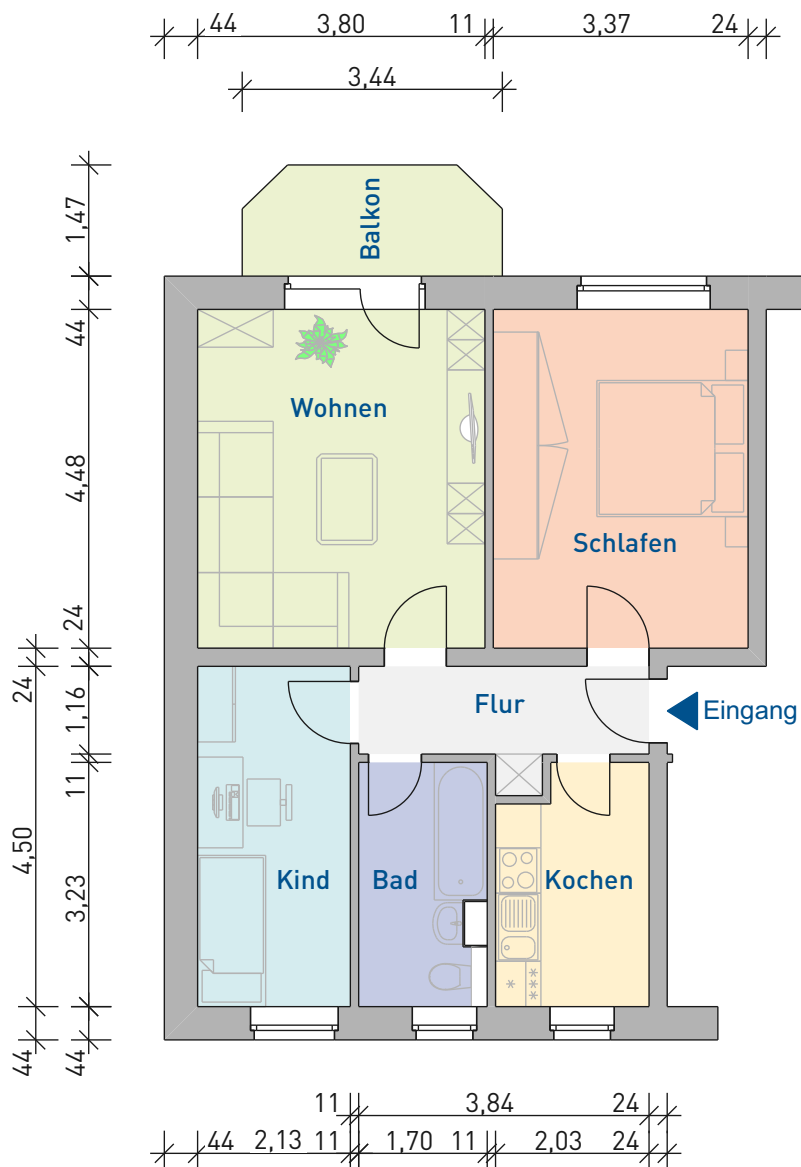 44 3,80 11 3,37 24
3,44
1,47
Balkon
44
Wohnen
4,48
Schlafen
24
24
1,16
Flur
Eingang
11
4,50
3,23
Kind
Bad
Kochen
44
44
11 3,84 24
44 2,13 11 1,70 11 2,03 24